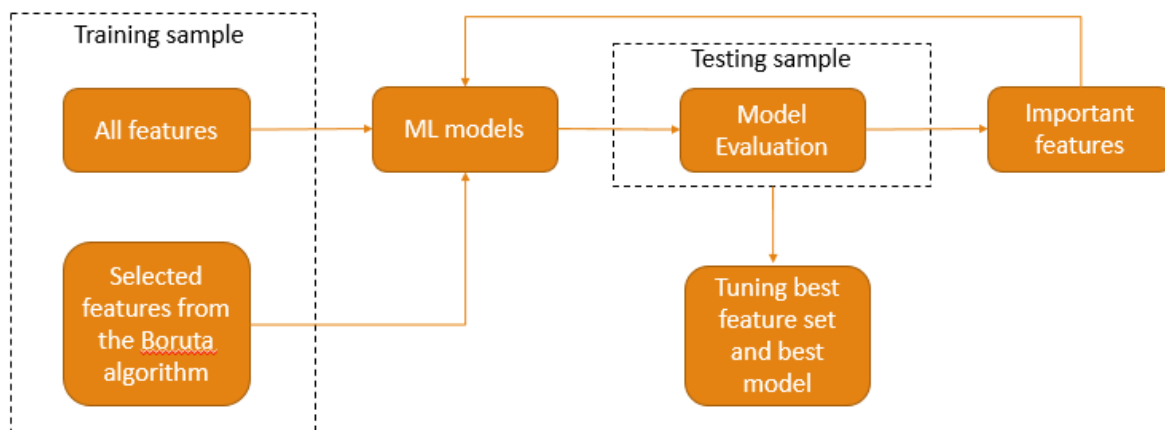 Training sample
All features
Selected
features from
the Boruta
algorithm
ML models
Testing sample
Model
Evaluation
Important
features
Tuning best
feature set
and best
model